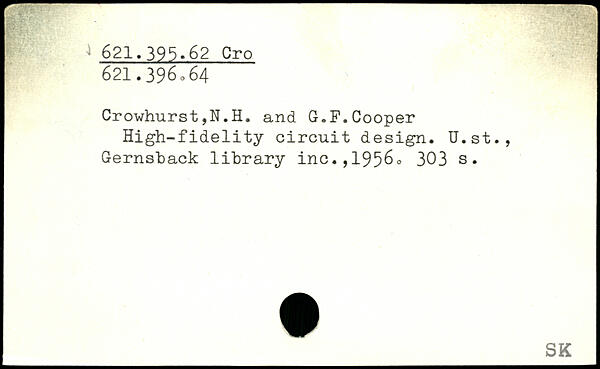 621.395.62 Cro
621.396.64
Crowhurst,N.H. and G.F.Cooper
High-fidelity circuit design. U.st.,
Gernsback library inc.,1956. 303 s.
SK